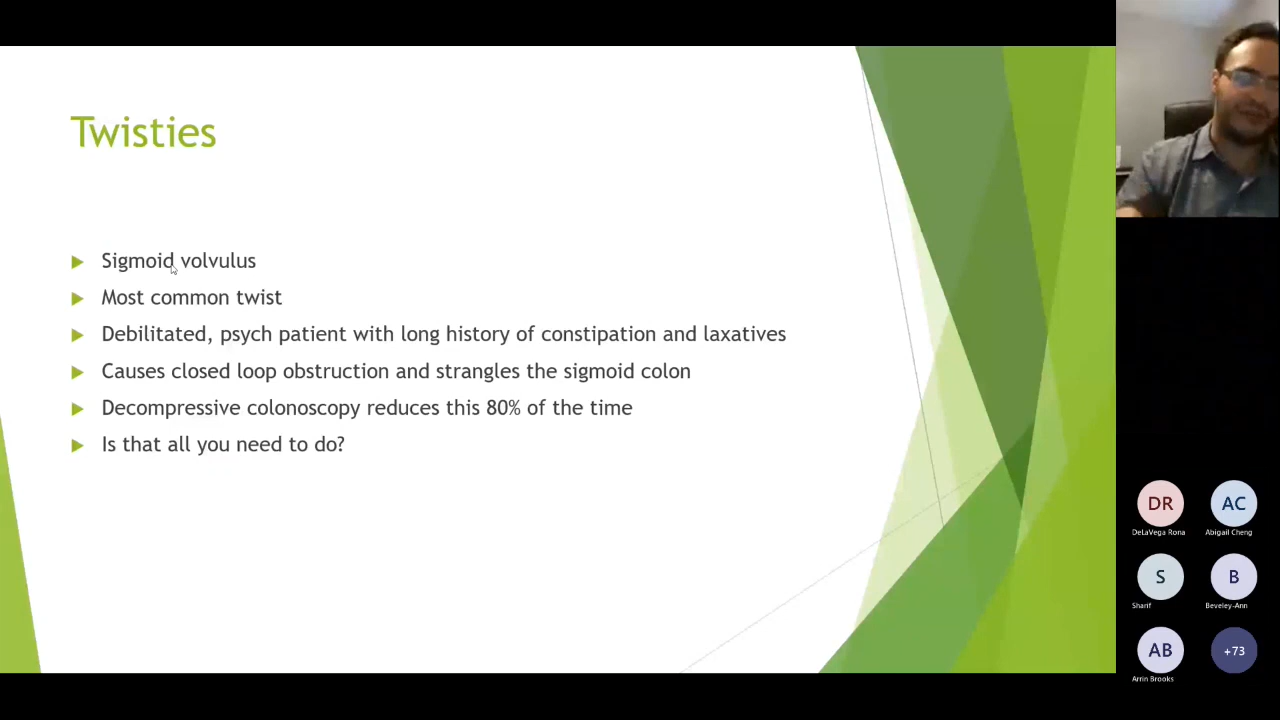 Twisties
Sigmoid volvulus
Most common twist
Debilitated, psych patient with long history of constipation and laxatives
Causes closed loop obstruction and strangles the sigmoid colon
Decompressive colonoscopy reduces this 80% of the time
Is that all you need to do?
DR AC
DeLaVega Rona Abigail Cheng
S B
Sharif Beveley-Ann
AB +73
Arrin Brooks